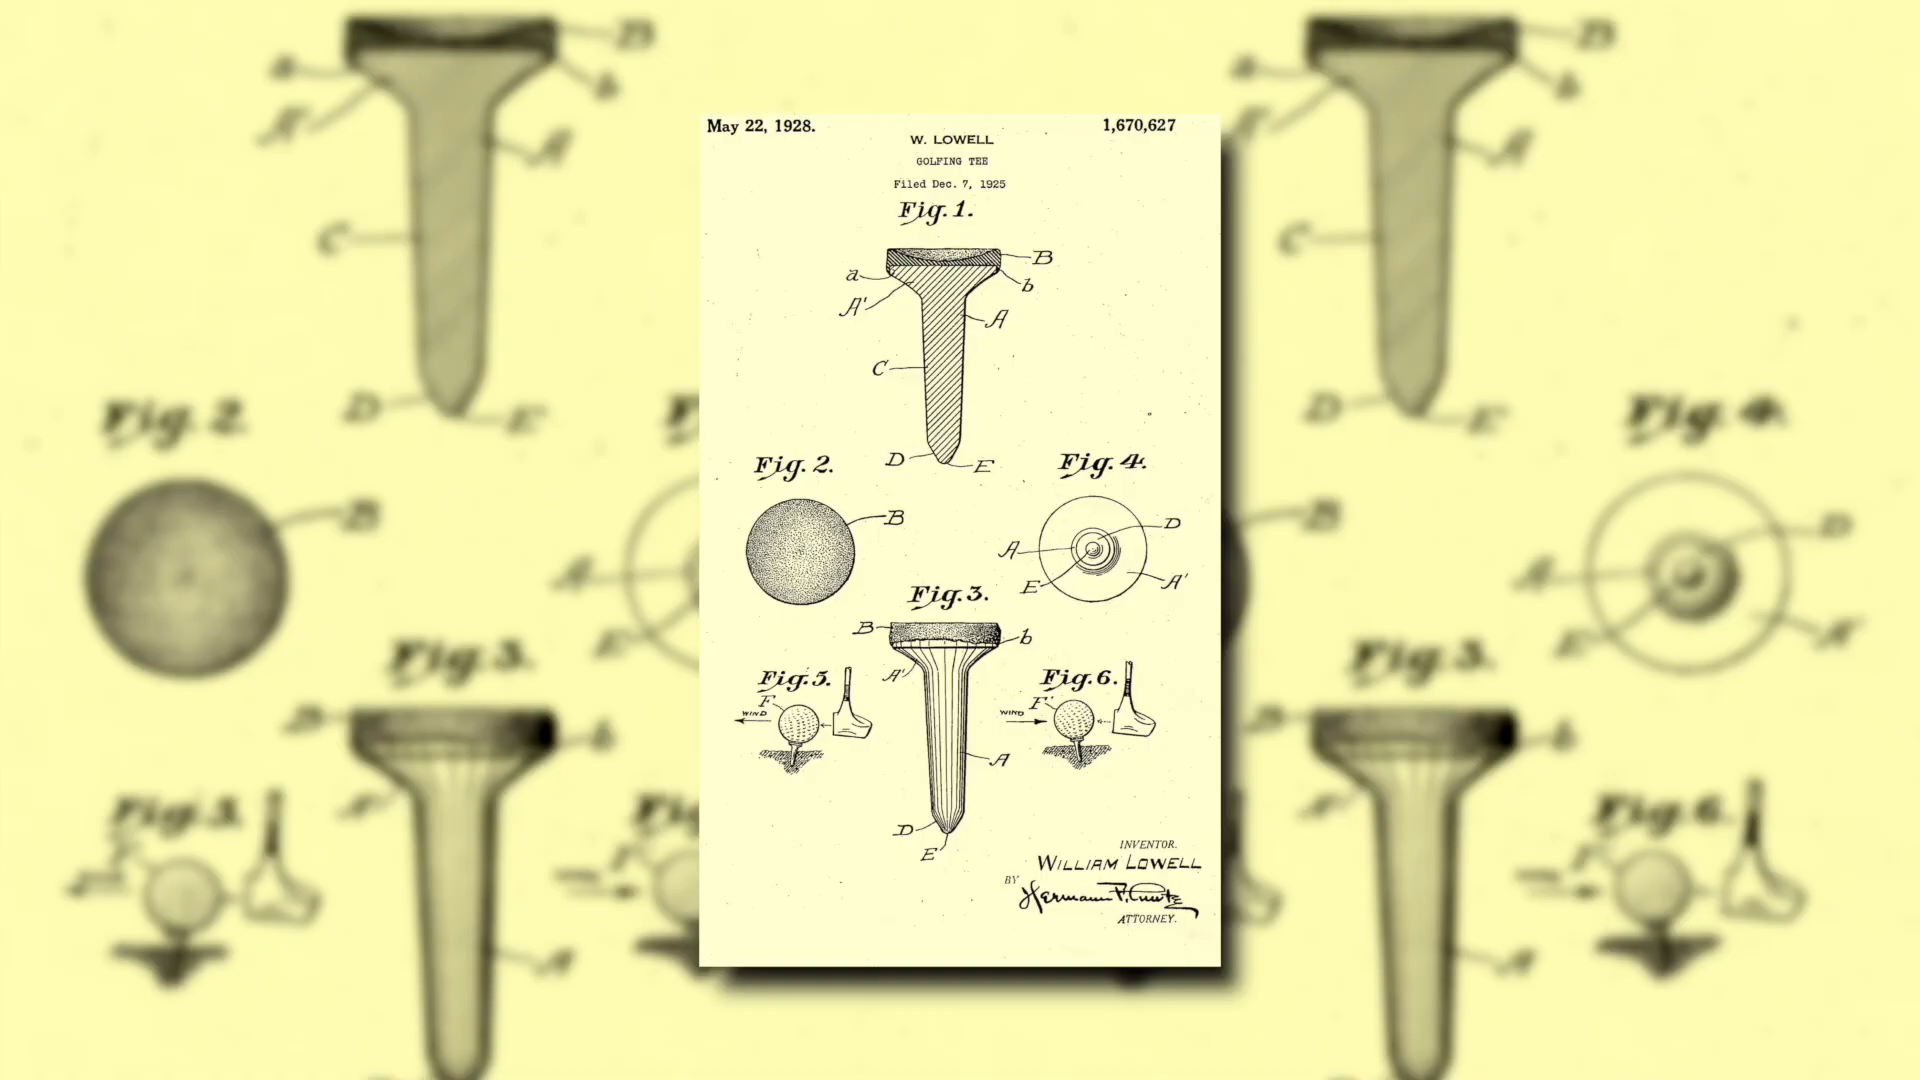 May 22, 1928. 1,670,627
W. LOWELL
GOLFING TEE
Filed Dec. 7, 1925
Fig. 1.
B
a
b
A'
A
C
D
E
Fig. 2.
B
Fig. 4.
D
A
E
A'
Fig. 3.
B
b
A'
A
D
E
Fig. 5.
F
WIND
Fig. 6.
F'
WIND
INVENTOR.
WILLIAM LOWELL
BY
ATTORNEY.